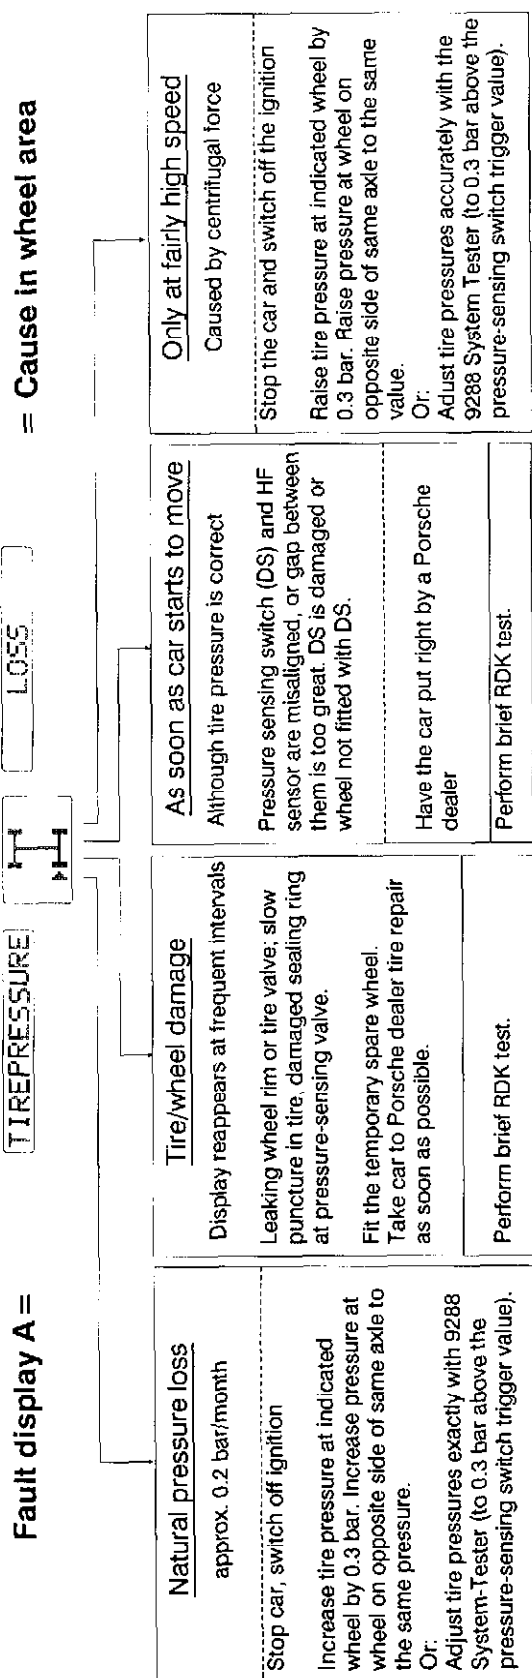 Fault display A =
TIREPRESSURE
LOSS
= Cause in wheel area
Natural pressure loss
approx. 0.2 bar/month
Stop car, switch off ignition
Increase tire pressure at indicated
wheel by 0.3 bar. Increase pressure at
wheel on opposite side of same axle to
the same pressure.
Or:
Adjust tire pressures exactly with 9288
System-Tester (to 0.3 bar above the
pressure-sensing switch trigger value).
Tire/wheel damage
Display reappears at frequent intervals
Leaking wheel rim or tire valve; slow
puncture in tire, damaged sealing ring
at pressure-sensing valve.
Fit the temporary spare wheel.
Take car to Porsche dealer tire repair
as soon as possible.
Perform brief RDK test.
As soon as car starts to move
Although tire pressure is correct
Pressure sensing switch (DS) and HF
sensor are misaligned, or gap between
them is too great. DS is damaged or
wheel not fitted with DS.
Have the car put right by a Porsche
dealer
Perform brief RDK test.
Only at fairly high speed
Caused by centrifugal force
Stop the car and switch off the ignition
Raise tire pressure at indicated wheel by
0.3 bar. Raise pressure at wheel on
opposite side of same axle to the same
value.
Or:
Adust tire pressures accurately with the
9288 System Tester (to 0.3 bar above the
pressure-sensing switch trigger value).